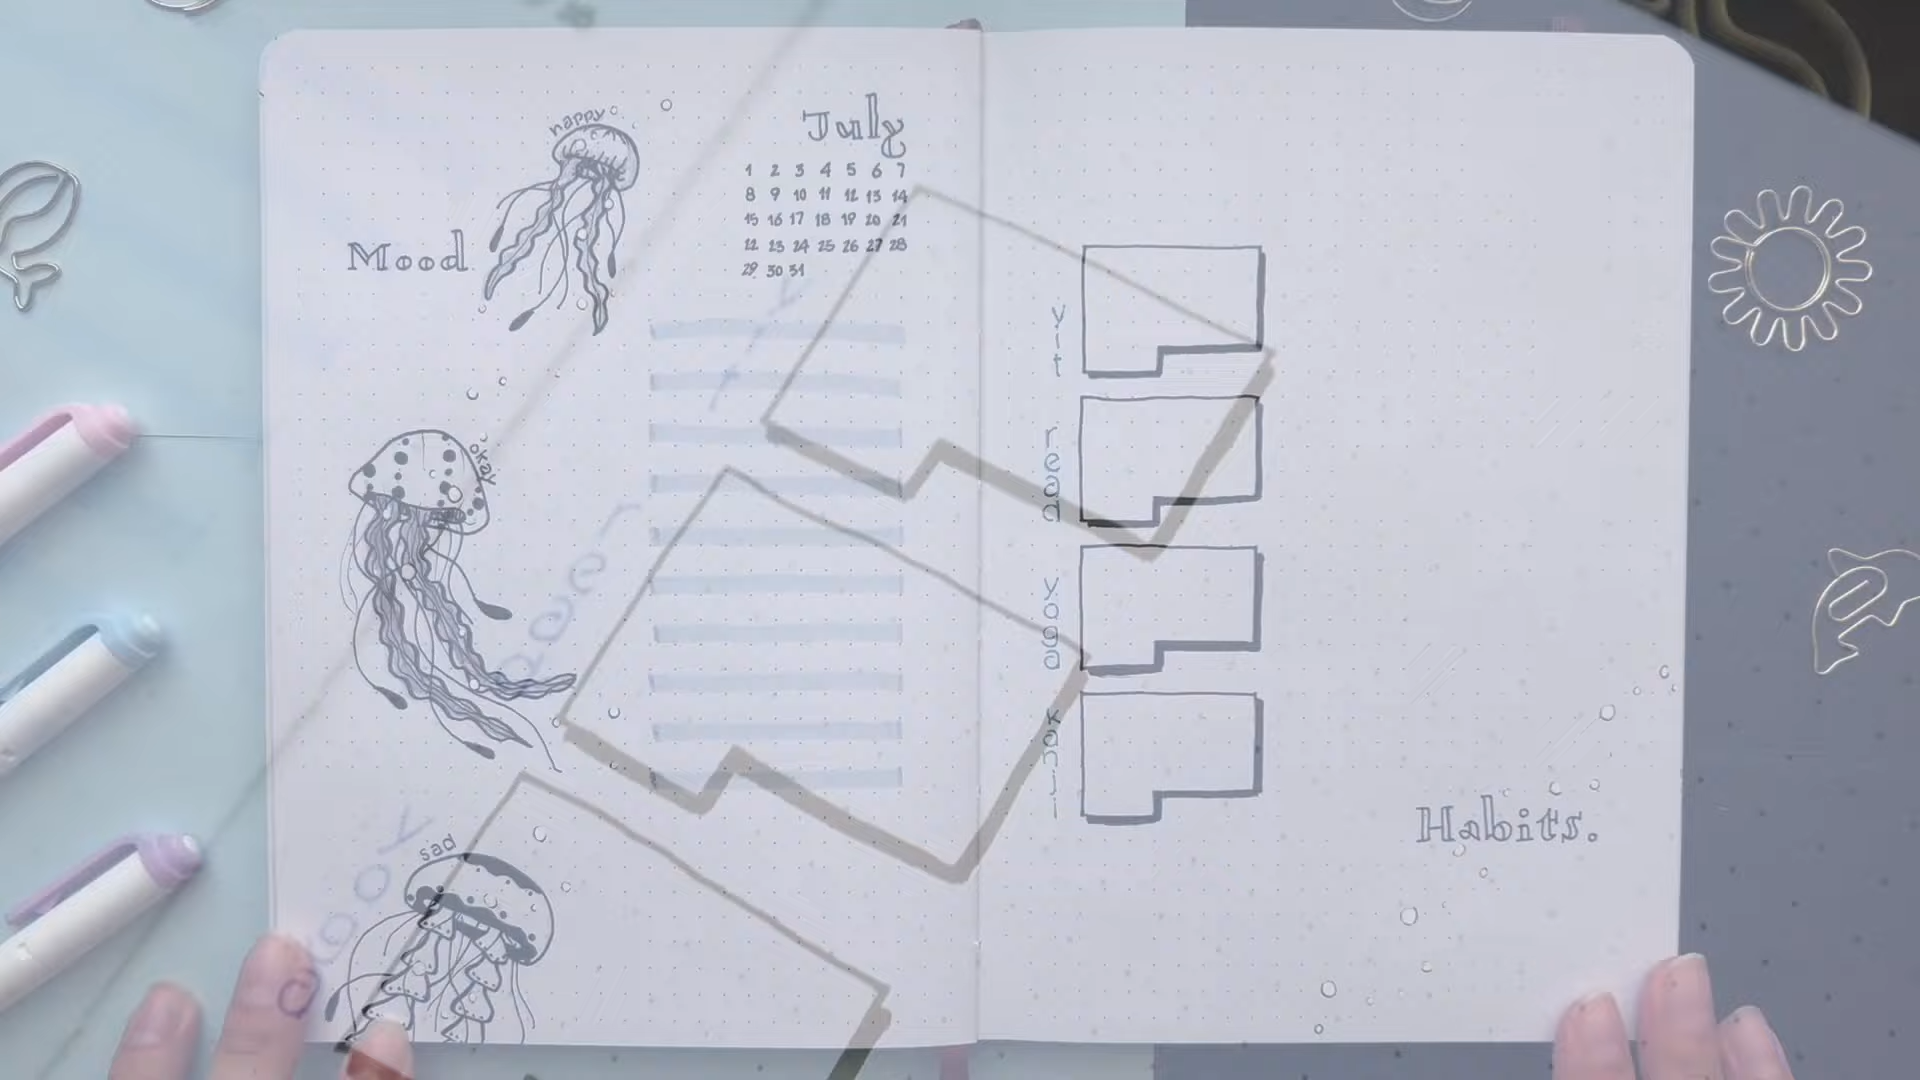 happy
July
1 2 3 4 5 6 7
8 9 10 11 12 13 14
15 16 17 18 19 20 21
22 23 24 25 26 27 28
29 30 31
Mood
okay
sad
vit
read
yoga
kanji
Habits.